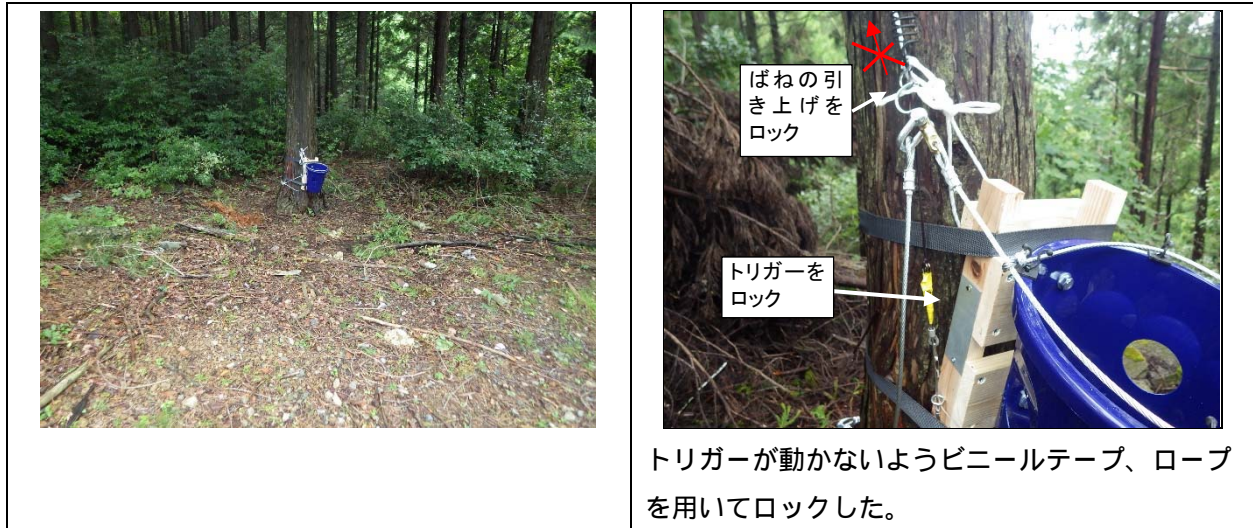 ばねの引
き上げを
ロック
トリガーを
ロック
トリガーが動かないようビニールテープ、ロープ
を用いてロックした。